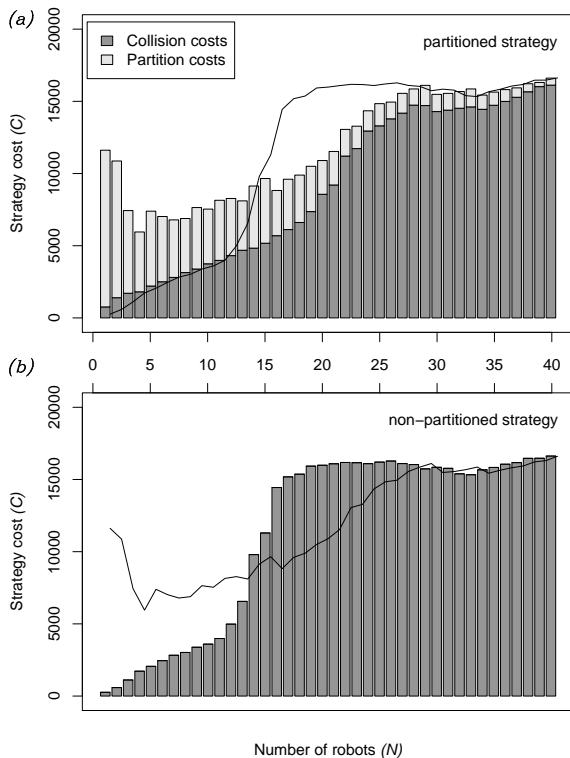 (a)
20000
15000
10000
5000
0
Strategy cost (C)
Collision costs
Partition costs
partitioned strategy
0 5 10 15 20 25 30 35 40
(b)
20000
15000
10000
5000
0
Strategy cost (C)
non−partitioned strategy
Number of robots (N)